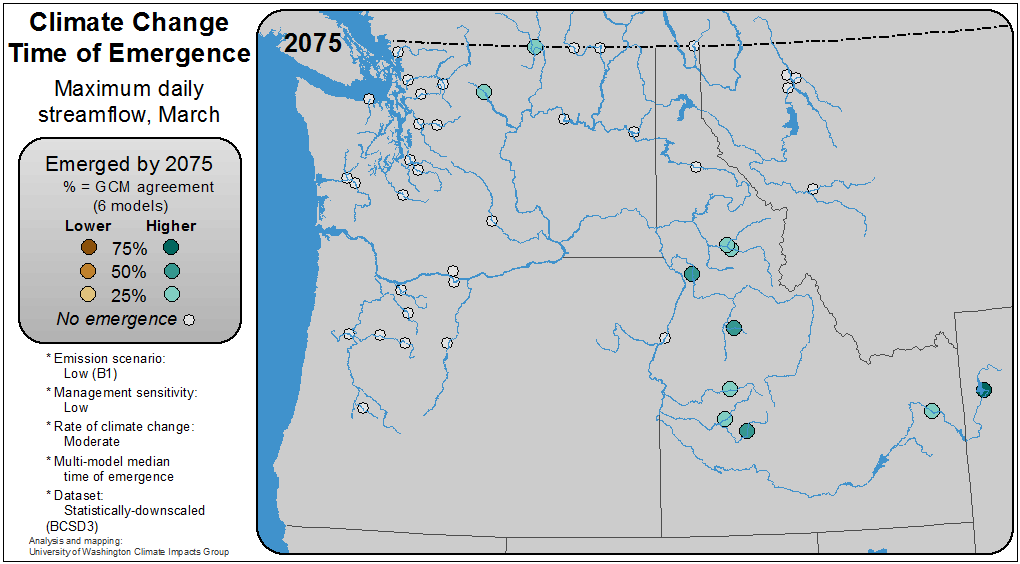 Climate Change
Time of Emergence
Maximum daily
streamflow, March
Emerged by 2075
% = GCM agreement
(6 models)
Lower Higher
75%
50%
25%
No emergence
* Emission scenario:
Low (B1)
* Management sensitivity:
Low
* Rate of climate change:
Moderate
* Multi-model median
time of emergence
* Dataset:
Statistically-downscaled
(BCSD3)
Analysis and mapping:
University of Washington Climate Impacts Group
2075